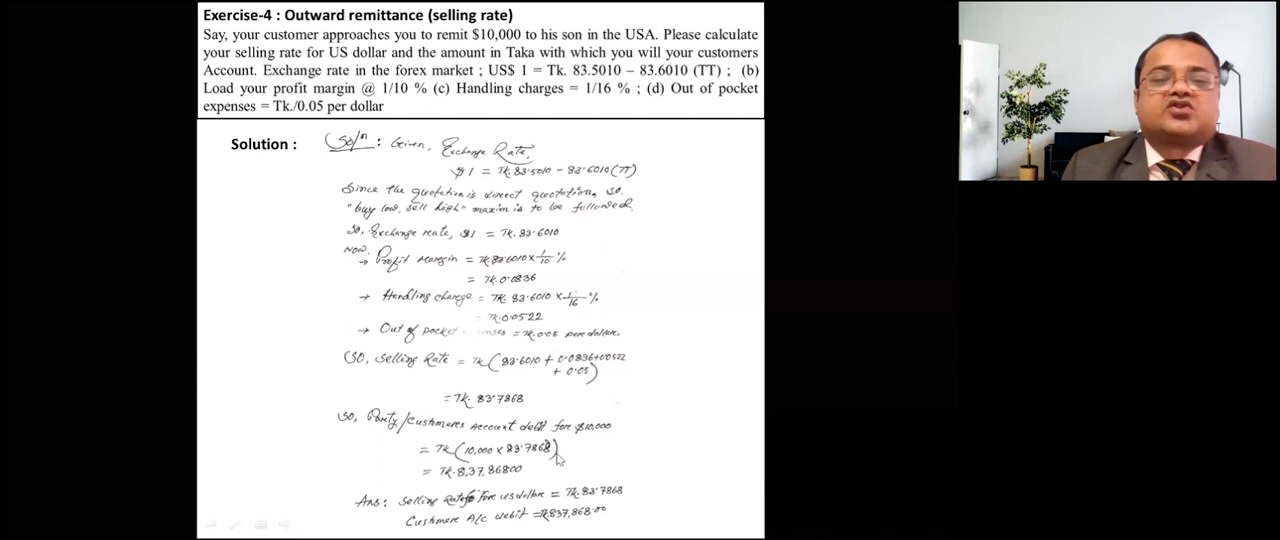 Exercise-4 : Outward remittance (selling rate)
Say, your customer approaches you to remit $10,000 to his son in the USA. Please calculate
your selling rate for US dollar and the amount in Taka with which you will your customers
Account. Exchange rate in the forex market ; US$ 1 = Tk. 83.5010 – 83.6010 (TT) ; (b)
Load your profit margin @ 1/10 % (c) Handling charges = 1/16 % ; (d) Out of pocket
expenses = Tk./0.05 per dollar
Solution :
Soln : Given, Exchange Rate,
$ 1 = Tk. 83.5010 – 83.6010 (TT)
Since the quotation is direct quotation, so.
"buy low, sell high" maxim is to be followed.
So, Exchange rate, $1 = Tk. 83.6010
Now,
→ Profit Margin = Tk. 83.6010 × 1/10 %
= Tk. 0.0836
→ Handling charge = Tk. 83.6010 × 1/16 %
= Tk. 0.0522
→ Out of pocket = Tk. 0.05 per dollar.
So, Selling Rate = Tk (83.6010 + 0.0836 + 0.0522
+ 0.05)
= Tk. 83.7868
So, Party/Customers Account debit for $10,000
= Tk (10,000 × 83.7868)
= Tk. 8,37,868.00
Ans: Selling Rate for us dollar = Tk. 83.7868
Customer A/c debit = Tk. 837,868.00